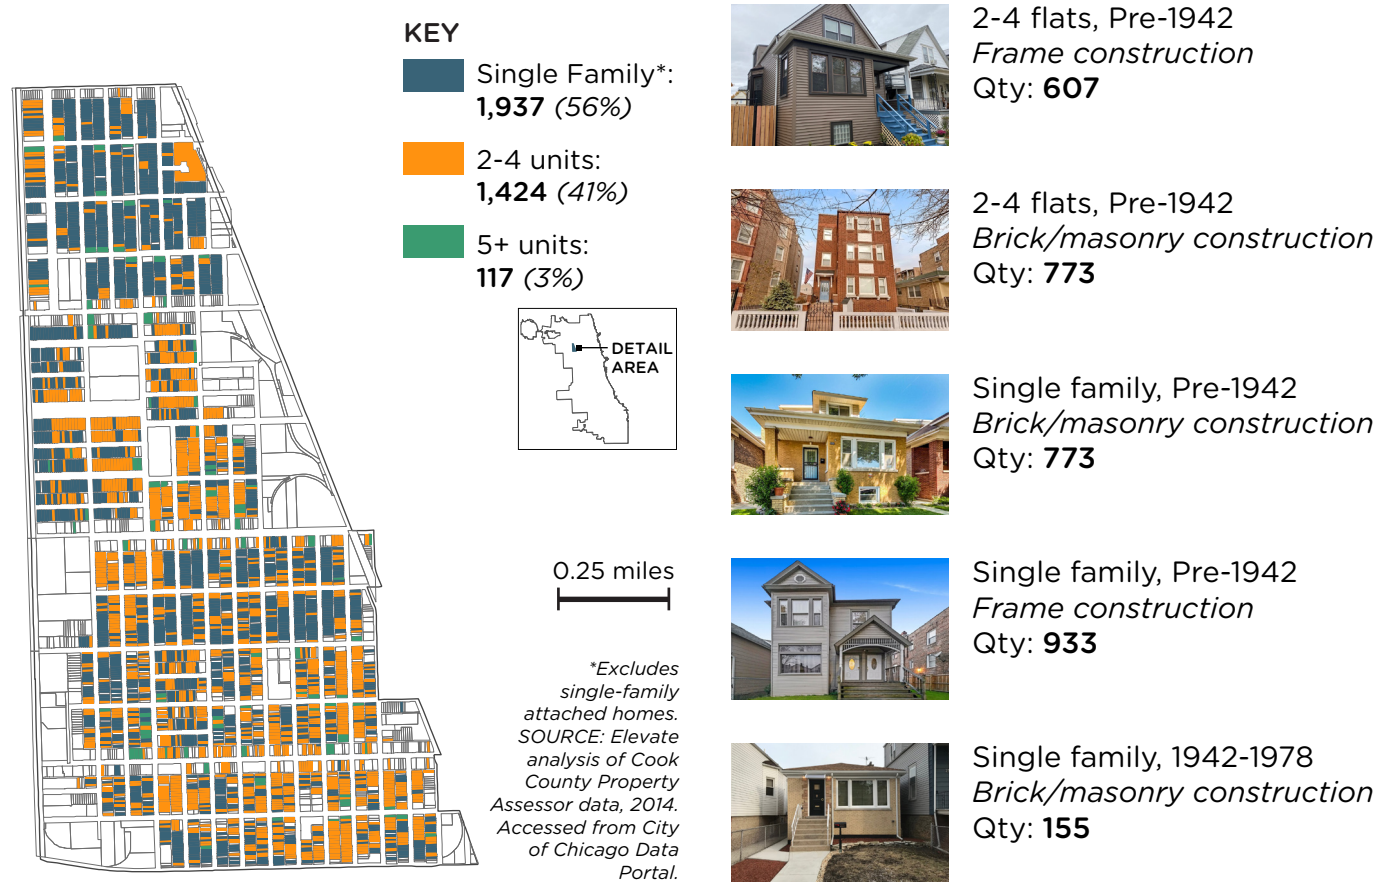 KEY
Single Family*:
1,937 (56%)
2-4 units:
1,424 (41%)
5+ units:
117 (3%)
DETAIL
AREA
0.25 miles
*Excludes
single-family
attached homes.
SOURCE: Elevate
analysis of Cook
County Property
Assessor data, 2014.
Accessed from City
of Chicago Data
Portal.
2-4 flats, Pre-1942
Frame construction
Qty: 607
2-4 flats, Pre-1942
Brick/masonry construction
Qty: 773
Single family, Pre-1942
Brick/masonry construction
Qty: 773
Single family, Pre-1942
Frame construction
Qty: 933
Single family, 1942-1978
Brick/masonry construction
Qty: 155